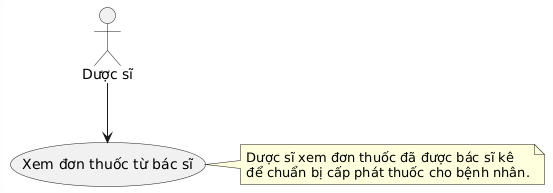 Dược sĩ
Xem đơn thuốc từ bác sĩ
Dược sĩ xem đơn thuốc đã được bác sĩ kê
để chuẩn bị cấp phát thuốc cho bệnh nhân.